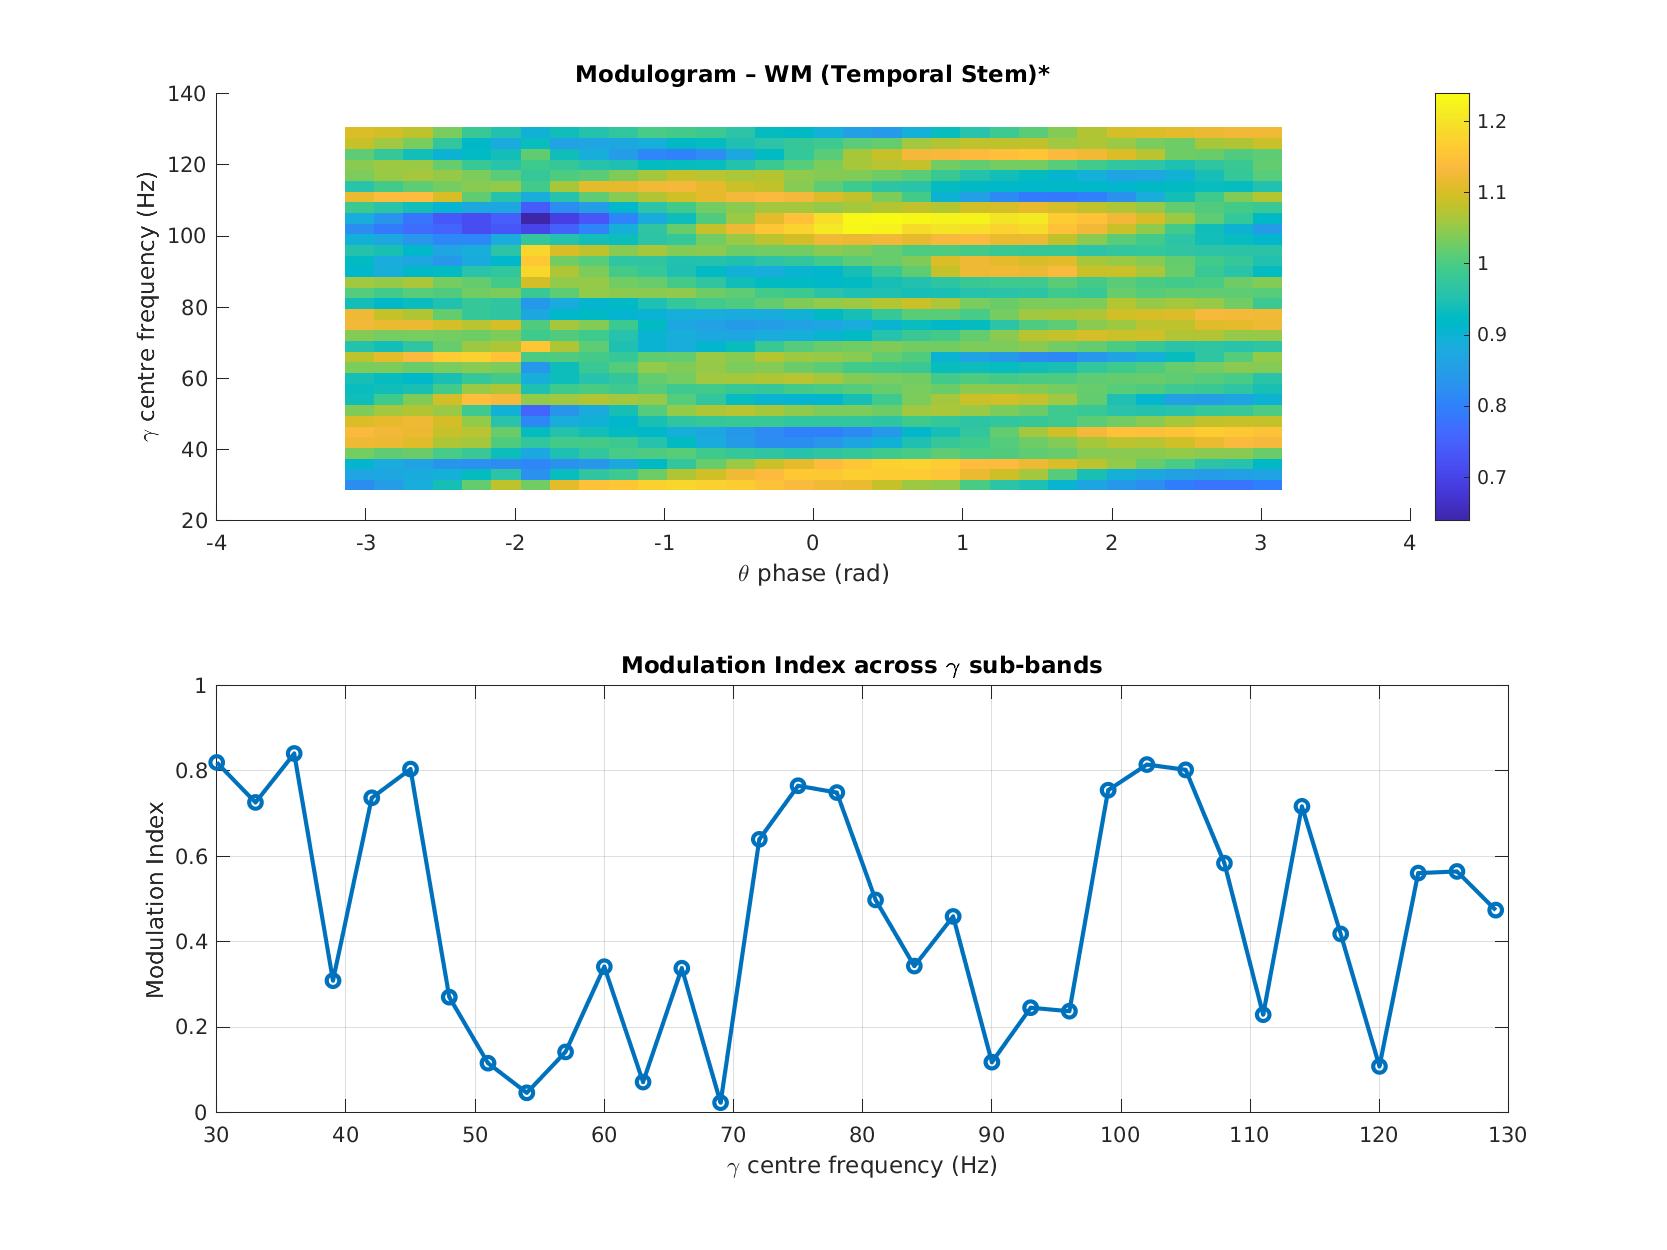 Modulogram – WM (Temporal Stem)*
140
120
100
80
60
40
20
γ centre frequency (Hz)
-4 -3 -2 -1 0 1 2 3 4
θ phase (rad)
1.2
1.1
1
0.9
0.8
0.7
Modulation Index across γ sub-bands
1
0.8
0.6
0.4
0.2
0
Modulation Index
30 40 50 60 70 80 90 100 110 120 130
γ centre frequency (Hz)